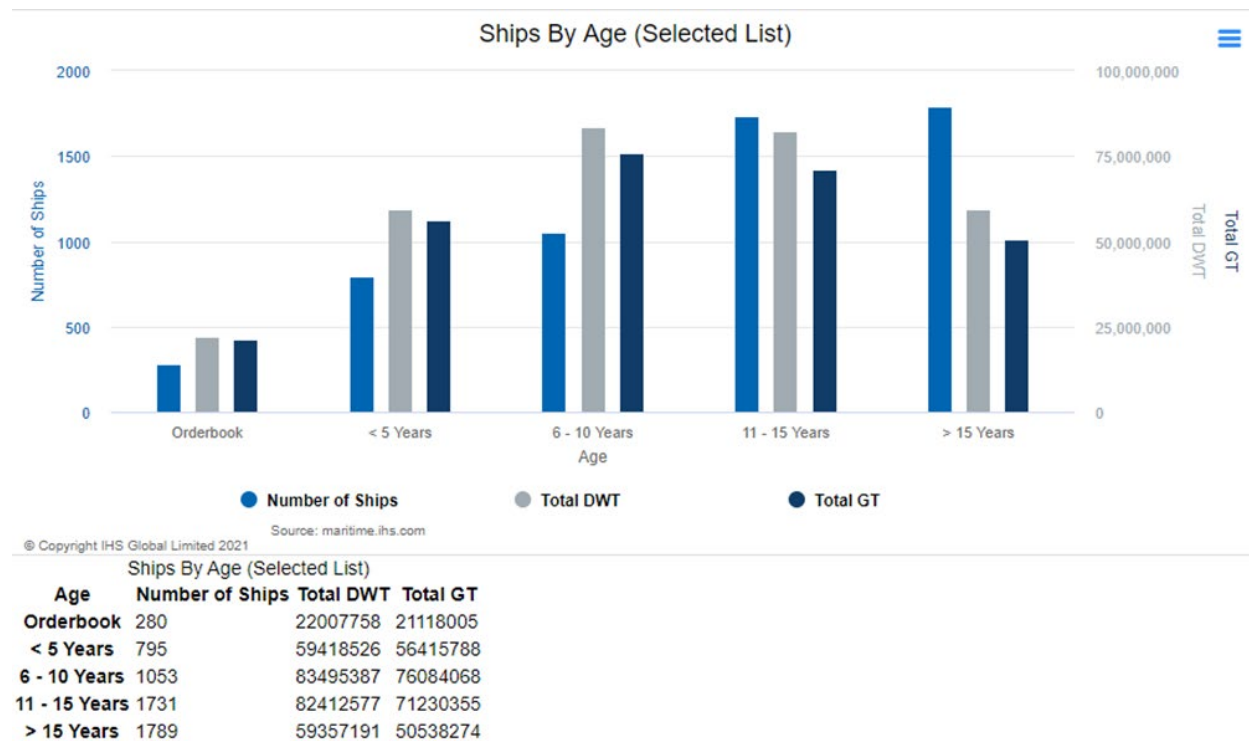 Ships By Age (Selected List)
2000 100,000,000
1500 75,000,000
1000 50,000,000
500 25,000,000
0 0
Number of Ships
Total DWT
Total GT
Orderbook < 5 Years 6 - 10 Years 11 - 15 Years > 15 Years
Age
Number of Ships Total DWT Total GT
Source: maritime.ihs.com
© Copyright IHS Global Limited 2021
Ships By Age (Selected List)
Age Number of Ships Total DWT Total GT
Orderbook 280 22007758 21118005
< 5 Years 795 59418526 56415788
6 - 10 Years 1053 83495387 76084068
11 - 15 Years 1731 82412577 71230355
> 15 Years 1789 59357191 50538274